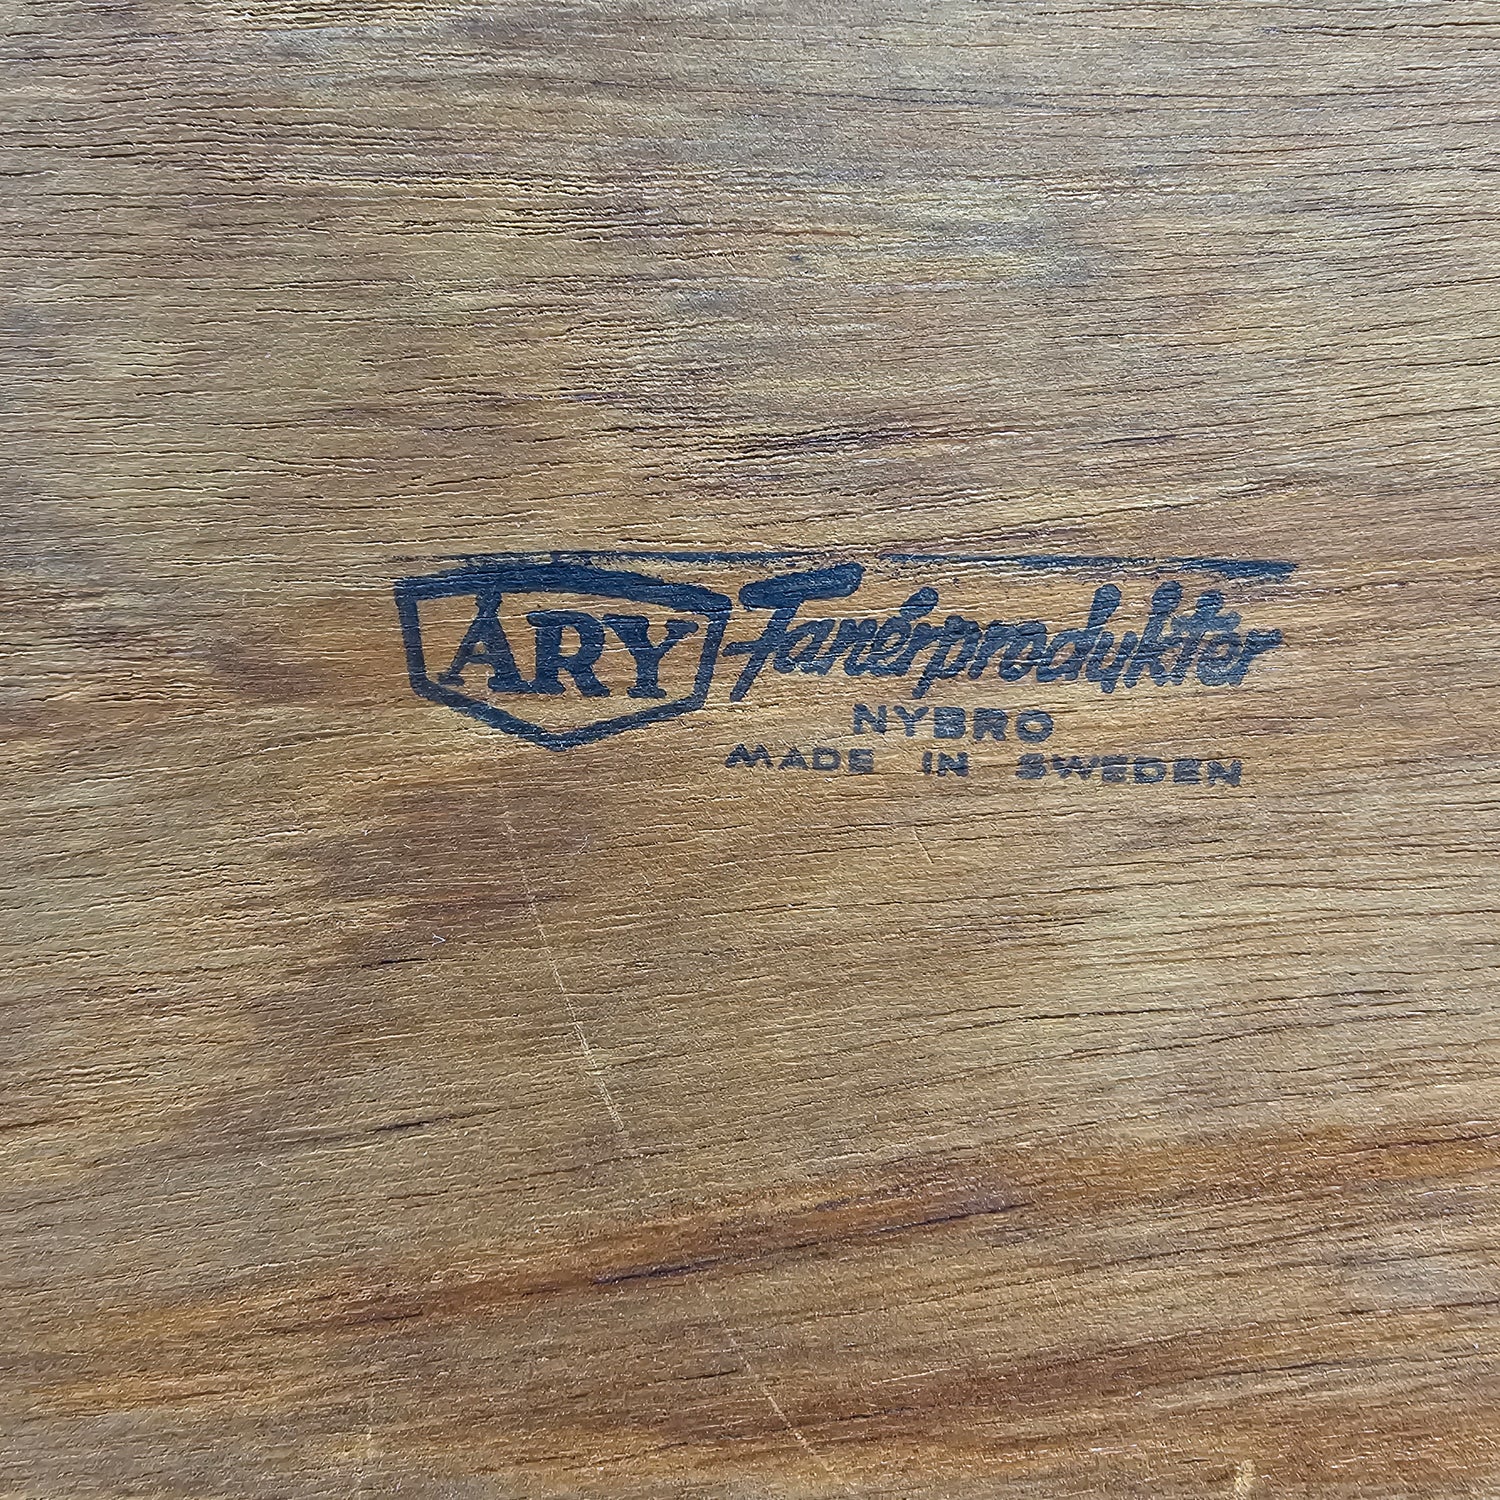 ÅRY Fanérprodukter
NYBRO
MADE IN SWEDEN